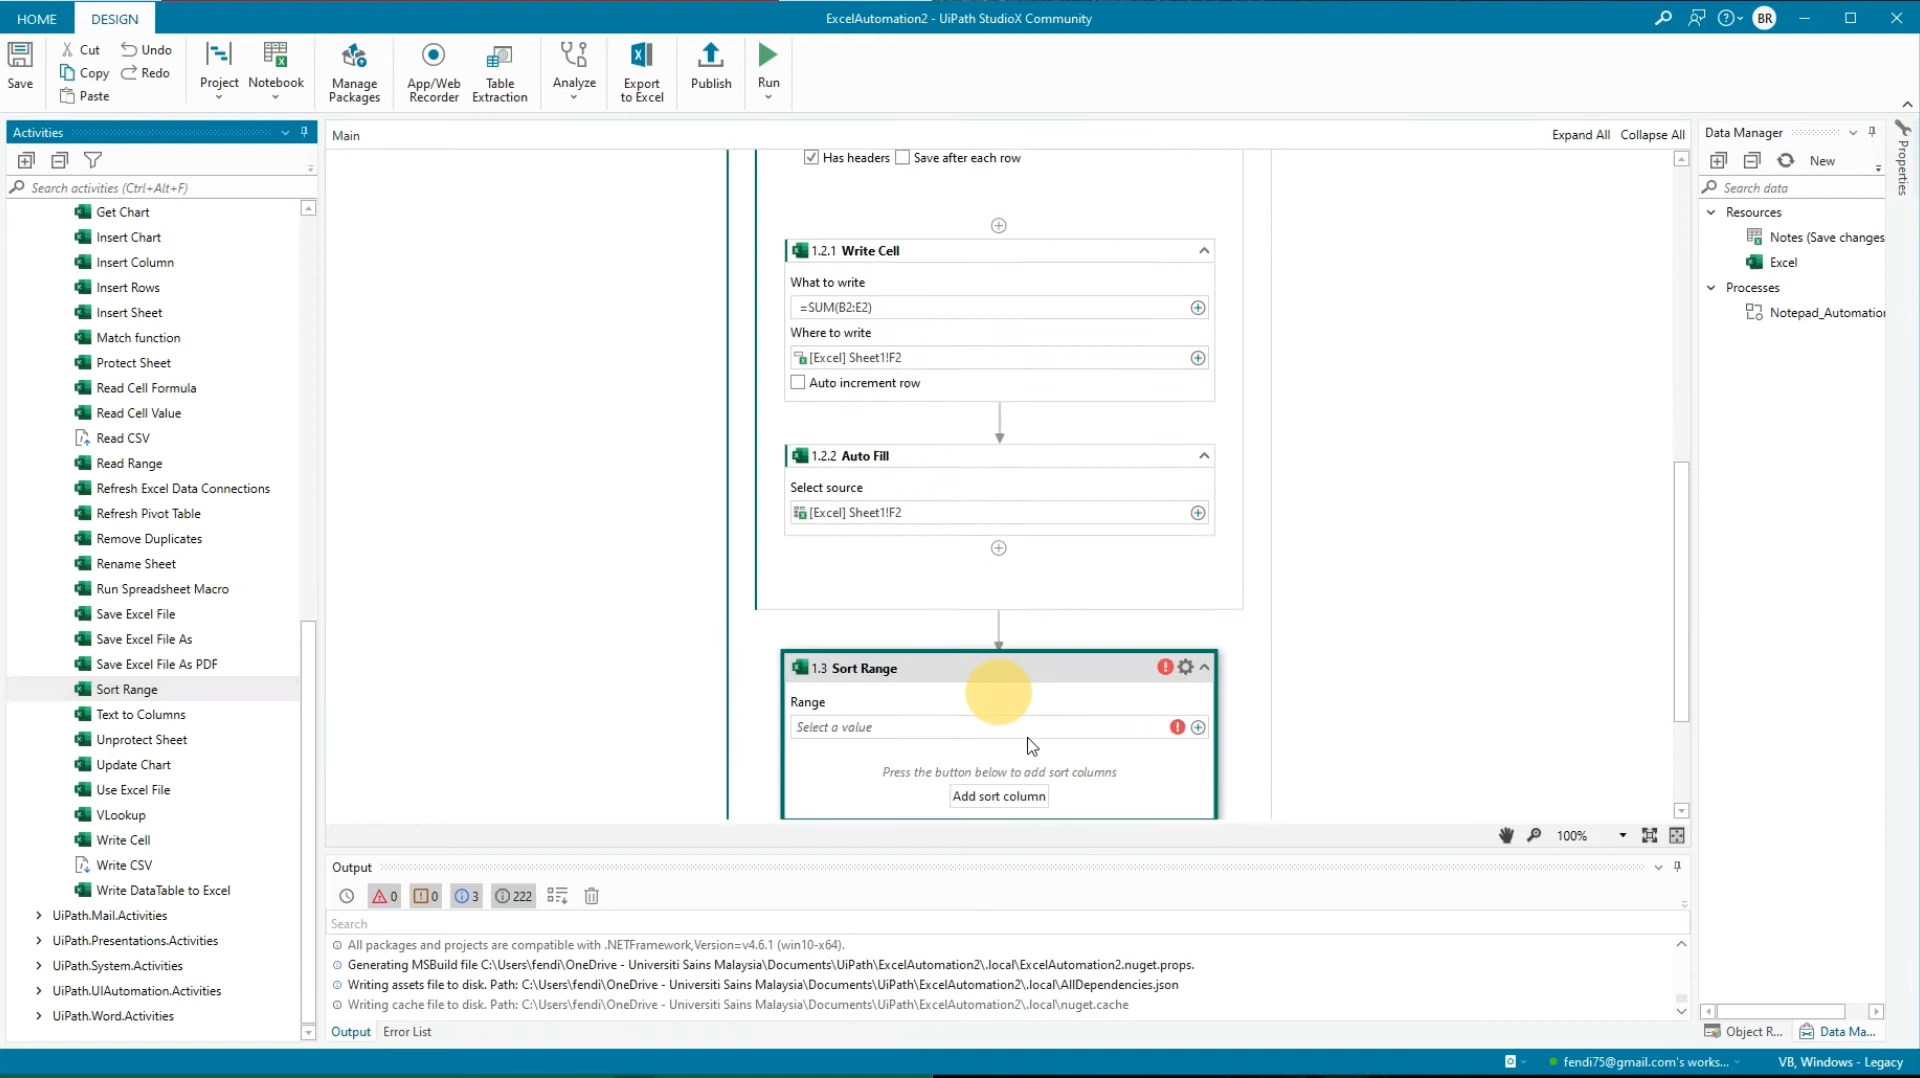 HOME DESIGN ExcelAutomation2 - UiPath StudioX Community BR
Save Cut Copy Paste Undo Redo Project Notebook Manage Packages App/Web Recorder Table Extraction Analyze Export to Excel Publish Run
Activities
Search activities (Ctrl+Alt+F)
Get Chart
Insert Chart
Insert Column
Insert Rows
Insert Sheet
Match function
Protect Sheet
Read Cell Formula
Read Cell Value
Read CSV
Read Range
Refresh Excel Data Connections
Refresh Pivot Table
Remove Duplicates
Rename Sheet
Run Spreadsheet Macro
Save Excel File
Save Excel File As
Save Excel File As PDF
Sort Range
Text to Columns
Unprotect Sheet
Update Chart
Use Excel File
VLookup
Write Cell
Write CSV
Write DataTable to Excel
UiPath.Mail.Activities
UiPath.Presentations.Activities
UiPath.System.Activities
UiPath.UIAutomation.Activities
UiPath.Word.Activities
Main Expand All Collapse All
Has headers Save after each row
1.2.1 Write Cell
What to write
=SUM(B2:E2)
Where to write
[Excel] Sheet1!F2
Auto increment row
1.2.2 Auto Fill
Select source
[Excel] Sheet1!F2
1.3 Sort Range
Range
Select a value
Press the button below to add sort columns
Add sort column
100%
Output
0 0 3 222
Search
All packages and projects are compatible with .NETFramework,Version=v4.6.1 (win10-x64).
Generating MSBuild file C:\Users\fendi\OneDrive - Universiti Sains Malaysia\Documents\UiPath\ExcelAutomation2\.local\ExcelAutomation2.nuget.props.
Writing assets file to disk. Path: C:\Users\fendi\OneDrive - Universiti Sains Malaysia\Documents\UiPath\ExcelAutomation2\.local\AllDependencies.json
Writing cache file to disk. Path: C:\Users\fendi\OneDrive - Universiti Sains Malaysia\Documents\UiPath\ExcelAutomation2\.local\nuget.cache
Output Error List
Data Manager
New
Search data
Resources
Notes (Save changes
Excel
Processes
Notepad_Automation
Object R... Data Ma...
Properties
fendi75@gmail.com's works... VB, Windows - Legacy